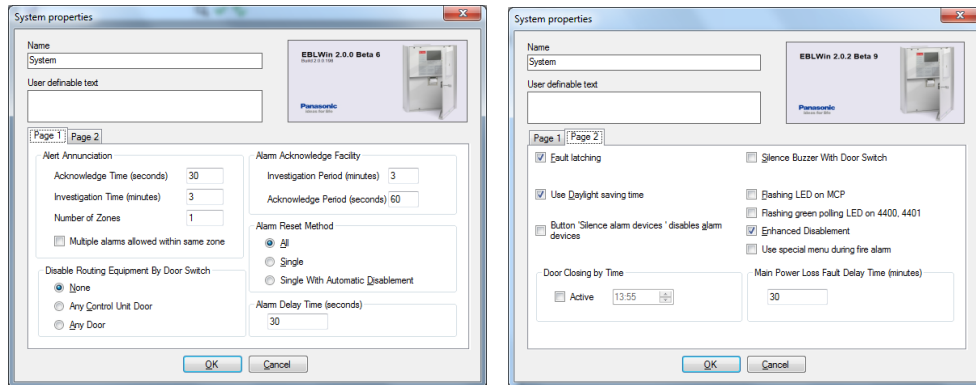 System properties
Name
System
EBLWin 2.0.0 Beta 6
User definable text
Panasonic
Page 1 Page 2
Alert Annunciation
Acknowledge Time (seconds) 30
Investigation Time (minutes) 3
Number of Zones 1
Multiple alarms allowed within same zone
Disable Routing Equipment By Door Switch
None
Any Control Unit Door
Any Door
Alarm Acknowledge Facility
Investigation Period (minutes) 3
Acknowledge Period (seconds) 60
Alarm Reset Method
All
Single
Single With Automatic Disablement
Alarm Delay Time (seconds)
30
OK Cancel
System properties
Name
System
EBLWin 2.0.2 Beta 9
User definable text
Panasonic
Page 1 Page 2
Fault latching
Use Daylight saving time
Button 'Silence alarm devices ' disables alarm
devices
Silence Buzzer With Door Switch
Flashing LED on MCP
Flashing green polling LED on 4400, 4401
Enhanced Disablement
Use special menu during fire alarm
Door Closing by Time
Active 13:55
Main Power Loss Fault Delay Time (minutes)
30
OK Cancel